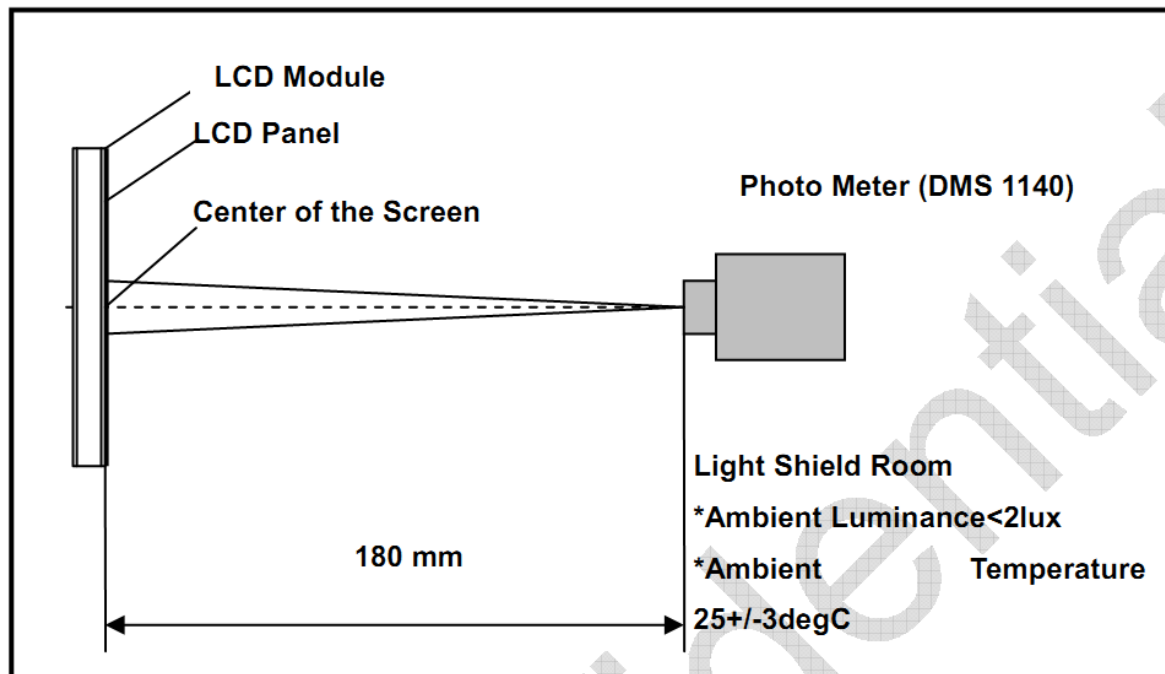 LCD Module
LCD Panel
Center of the Screen
Photo Meter (DMS 1140)
Light Shield Room
*Ambient Luminance<2lux
*Ambient Temperature
25+/-3degC
180 mm
dentia